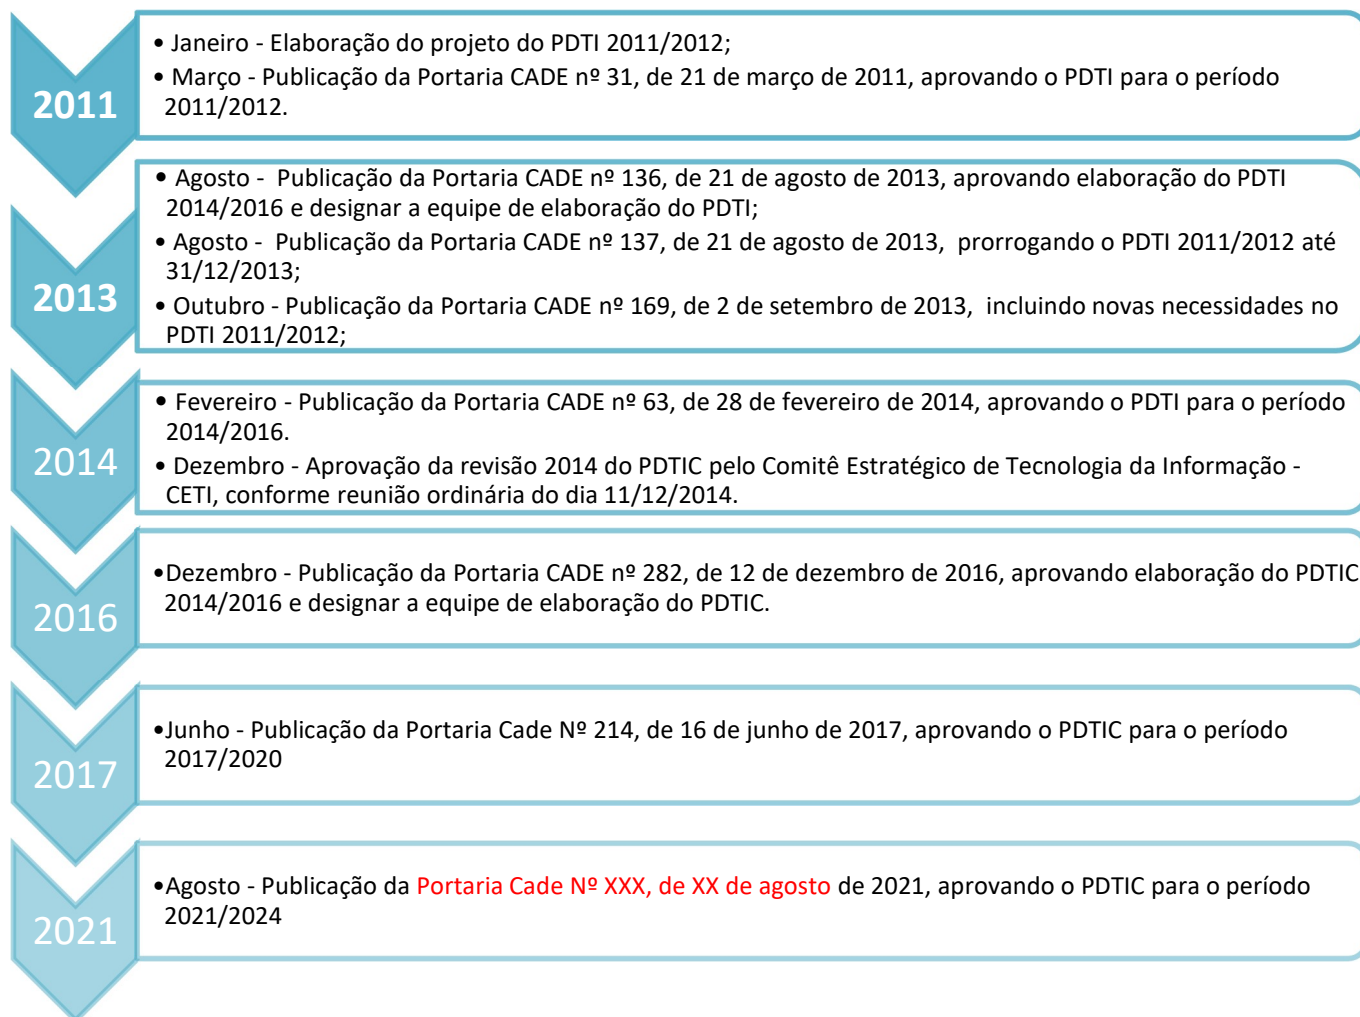 2011
• Janeiro - Elaboração do projeto do PDTI 2011/2012;
• Março - Publicação da Portaria CADE nº 31, de 21 de março de 2011, aprovando o PDTI para o período
2011/2012.
2013
• Agosto - Publicação da Portaria CADE nº 136, de 21 de agosto de 2013, aprovando elaboração do PDTI
2014/2016 e designar a equipe de elaboração do PDTI;
• Agosto - Publicação da Portaria CADE nº 137, de 21 de agosto de 2013, prorrogando o PDTI 2011/2012 até
31/12/2013;
• Outubro - Publicação da Portaria CADE nº 169, de 2 de setembro de 2013, incluindo novas necessidades no
PDTI 2011/2012;
2014
• Fevereiro - Publicação da Portaria CADE nº 63, de 28 de fevereiro de 2014, aprovando o PDTI para o período
2014/2016.
• Dezembro - Aprovação da revisão 2014 do PDTIC pelo Comitê Estratégico de Tecnologia da Informação -
CETI, conforme reunião ordinária do dia 11/12/2014.
2016
•Dezembro - Publicação da Portaria CADE nº 282, de 12 de dezembro de 2016, aprovando elaboração do PDTIC
2014/2016 e designar a equipe de elaboração do PDTIC.
2017
•Junho - Publicação da Portaria Cade Nº 214, de 16 de junho de 2017, aprovando o PDTIC para o período
2017/2020
2021
•Agosto - Publicação da Portaria Cade Nº XXX, de XX de agosto de 2021, aprovando o PDTIC para o período
2021/2024